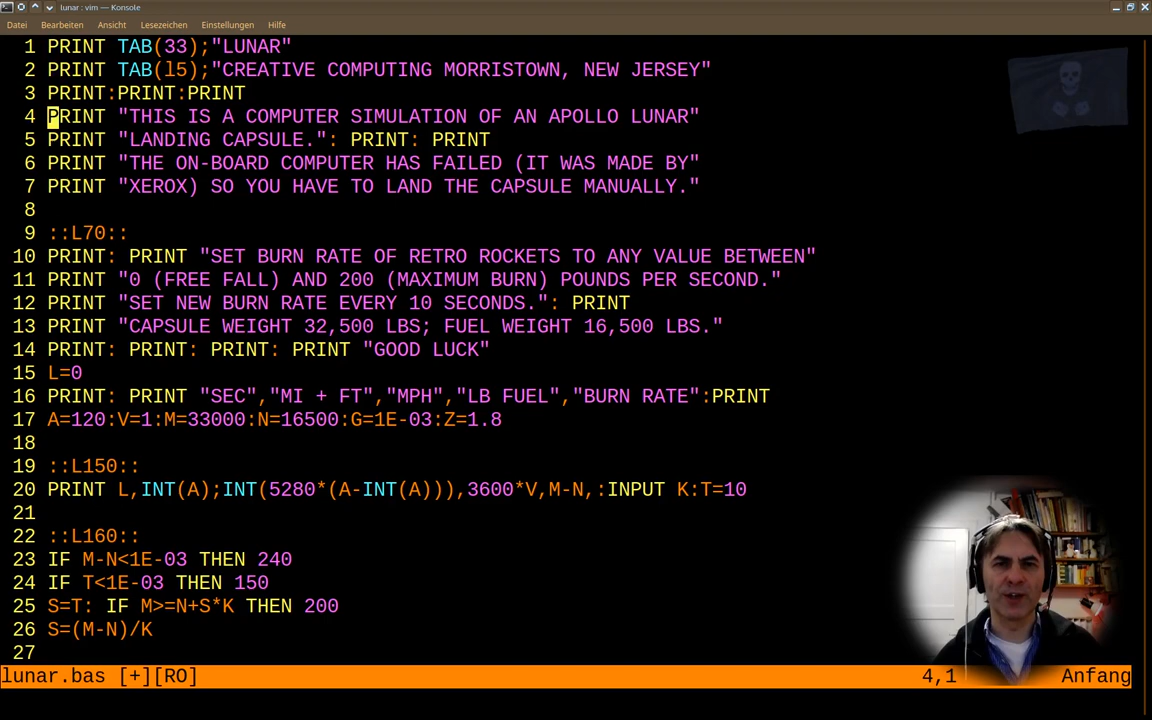 lunar : vim — Konsole
Datei Bearbeiten Ansicht Lesezeichen Einstellungen Hilfe
1 PRINT TAB(33);"LUNAR"
2 PRINT TAB(l5);"CREATIVE COMPUTING MORRISTOWN, NEW JERSEY"
3 PRINT:PRINT:PRINT
4 PRINT "THIS IS A COMPUTER SIMULATION OF AN APOLLO LUNAR"
5 PRINT "LANDING CAPSULE.": PRINT: PRINT
6 PRINT "THE ON-BOARD COMPUTER HAS FAILED (IT WAS MADE BY"
7 PRINT "XEROX) SO YOU HAVE TO LAND THE CAPSULE MANUALLY."
8
9 ::L70::
10 PRINT: PRINT "SET BURN RATE OF RETRO ROCKETS TO ANY VALUE BETWEEN"
11 PRINT "0 (FREE FALL) AND 200 (MAXIMUM BURN) POUNDS PER SECOND."
12 PRINT "SET NEW BURN RATE EVERY 10 SECONDS.": PRINT
13 PRINT "CAPSULE WEIGHT 32,500 LBS; FUEL WEIGHT 16,500 LBS."
14 PRINT: PRINT: PRINT: PRINT "GOOD LUCK"
15 L=0
16 PRINT: PRINT "SEC","MI + FT","MPH","LB FUEL","BURN RATE":PRINT
17 A=120:V=1:M=33000:N=16500:G=1E-03:Z=1.8
18
19 ::L150::
20 PRINT L,INT(A);INT(5280*(A-INT(A))),3600*V,M-N,:INPUT K:T=10
21
22 ::L160::
23 IF M-N<1E-03 THEN 240
24 IF T<1E-03 THEN 150
25 S=T: IF M>=N+S*K THEN 200
26 S=(M-N)/K
27
lunar.bas [+][RO] 4,1 Anfang